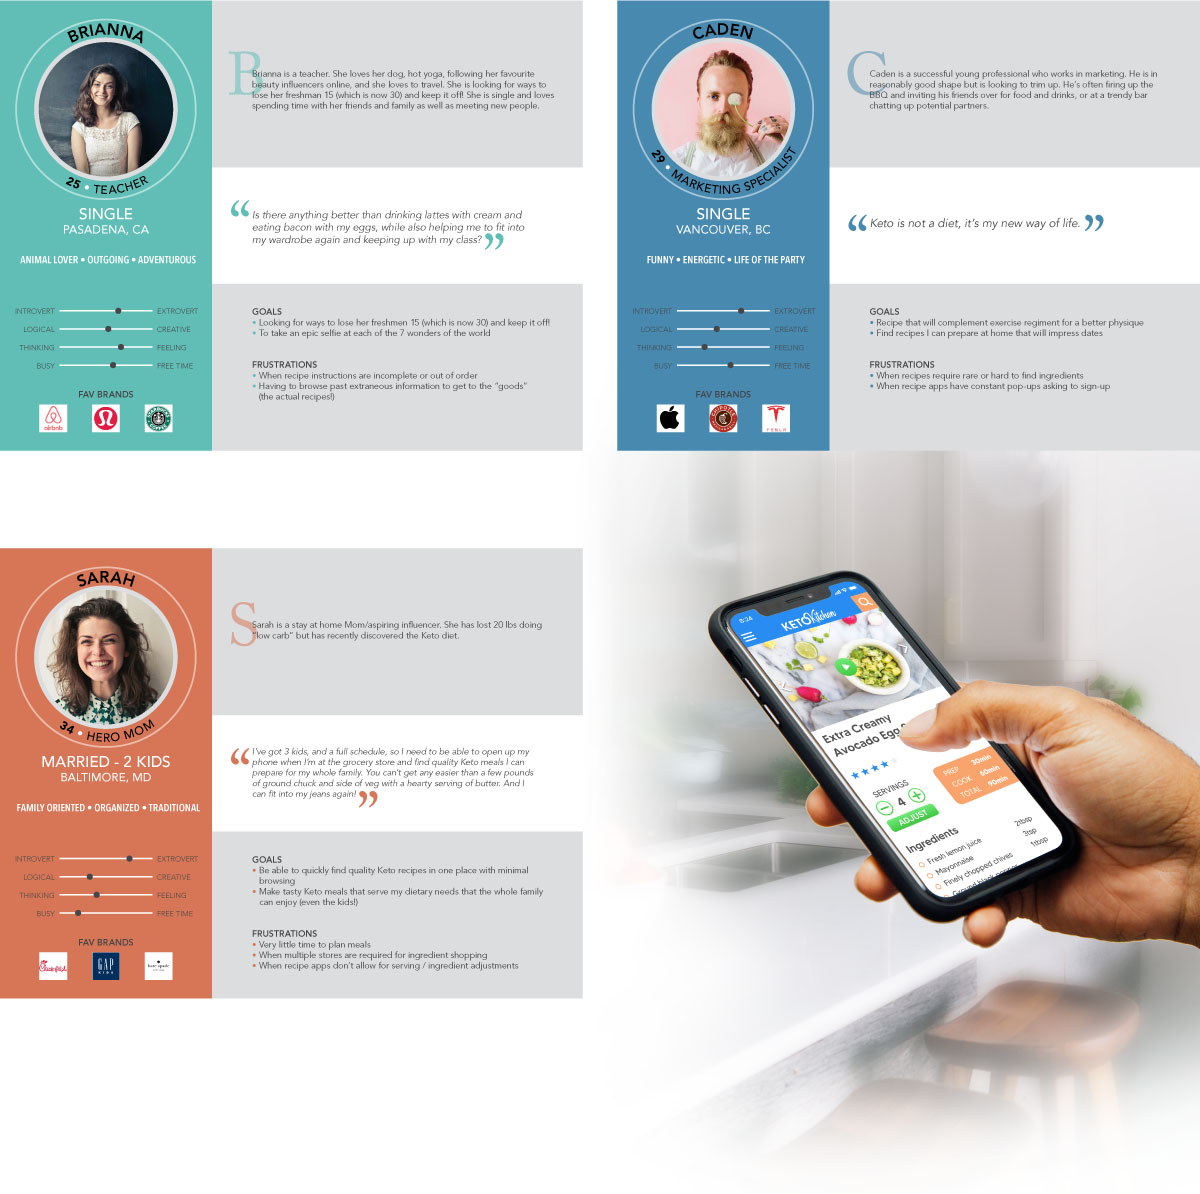 BRIANNA
25 • TEACHER
SINGLE
PASADENA, CA
ANIMAL LOVER • OUTGOING • ADVENTUROUS
INTROVERT EXTROVERT
LOGICAL CREATIVE
THINKING FEELING
BUSY FREE TIME
FAV BRANDS
airbnb
B
Brianna is a teacher. She loves her dog, hot yoga, following her favourite
beauty influencers online, and she loves to travel. She is looking for ways to
lose her freshman 15 (which is now 30) and keep it off! She is single and loves
spending time with her friends and family as well as meeting new people.
“ Is there anything better than drinking lattes with cream and
eating bacon with my eggs, while also helping me to fit into
my wardrobe again and keeping up with my class? ”
GOALS
• Looking for ways to lose her freshmen 15 (which is now 30) and keep it off!
• To take an epic selfie at each of the 7 wonders of the world
FRUSTRATIONS
• When recipe instructions are incomplete or out of order
• Having to browse past extraneous information to get to the “goods”
(the actual recipes!)
CADEN
29 • MARKETING SPECIALIST
SINGLE
VANCOUVER, BC
FUNNY • ENERGETIC • LIFE OF THE PARTY
INTROVERT EXTROVERT
LOGICAL CREATIVE
THINKING FEELING
BUSY FREE TIME
FAV BRANDS
CHIPOTLE
TESLA
C
Caden is a successful young professional who works in marketing. He is in
reasonably good shape but is looking to trim up. He’s often firing up the
BBQ and inviting his friends over for food and drinks, or at a trendy bar
chatting up potential partners.
“ Keto is not a diet, it’s my new way of life. ”
GOALS
• Recipe that will complement exercise regiment for a better physique
• Find recipes I can prepare at home that will impress dates
FRUSTRATIONS
• When recipes require rare or hard to find ingredients
• When recipe apps have constant pop-ups asking to sign-up
SARAH
34 • HERO MOM
MARRIED - 2 KIDS
BALTIMORE, MD
FAMILY ORIENTED • ORGANIZED • TRADITIONAL
INTROVERT EXTROVERT
LOGICAL CREATIVE
THINKING FEELING
BUSY FREE TIME
FAV BRANDS
Chick-fil-A
GAP
KIDS
kate spade
S
Sarah is a stay at home Mom/aspiring influencer. She has lost 20 lbs doing
“low carb” but has recently discovered the Keto diet.
“ I’ve got 3 kids, and a full schedule, so I need to be able to open up my
phone when I’m at the grocery store and find quality Keto meals I can
prepare for my whole family. You can’t get any easier than a few pounds
of ground chuck and side of veg with a hearty serving of butter. And I
can fit into my jeans again! ”
GOALS
• Be able to quickly find quality Keto recipes in one place with minimal
browsing
• Make tasty Keto meals that serve my dietary needs that the whole family
can enjoy (even the kids!)
FRUSTRATIONS
• Very little time to plan meals
• When multiple stores are required for ingredient shopping
• When recipe apps don’t allow for serving / ingredient adjustments
KETO Kitchen
Extra Creamy
Avocado Egg
SERVINGS
4
ADJUST
PREP 30min
COOK 60min
TOTAL 90min
Ingredients
Fresh lemon juice 2tbsp
Mayonnaise 3tsp
Finely chopped chives 1tbsp
Ground black